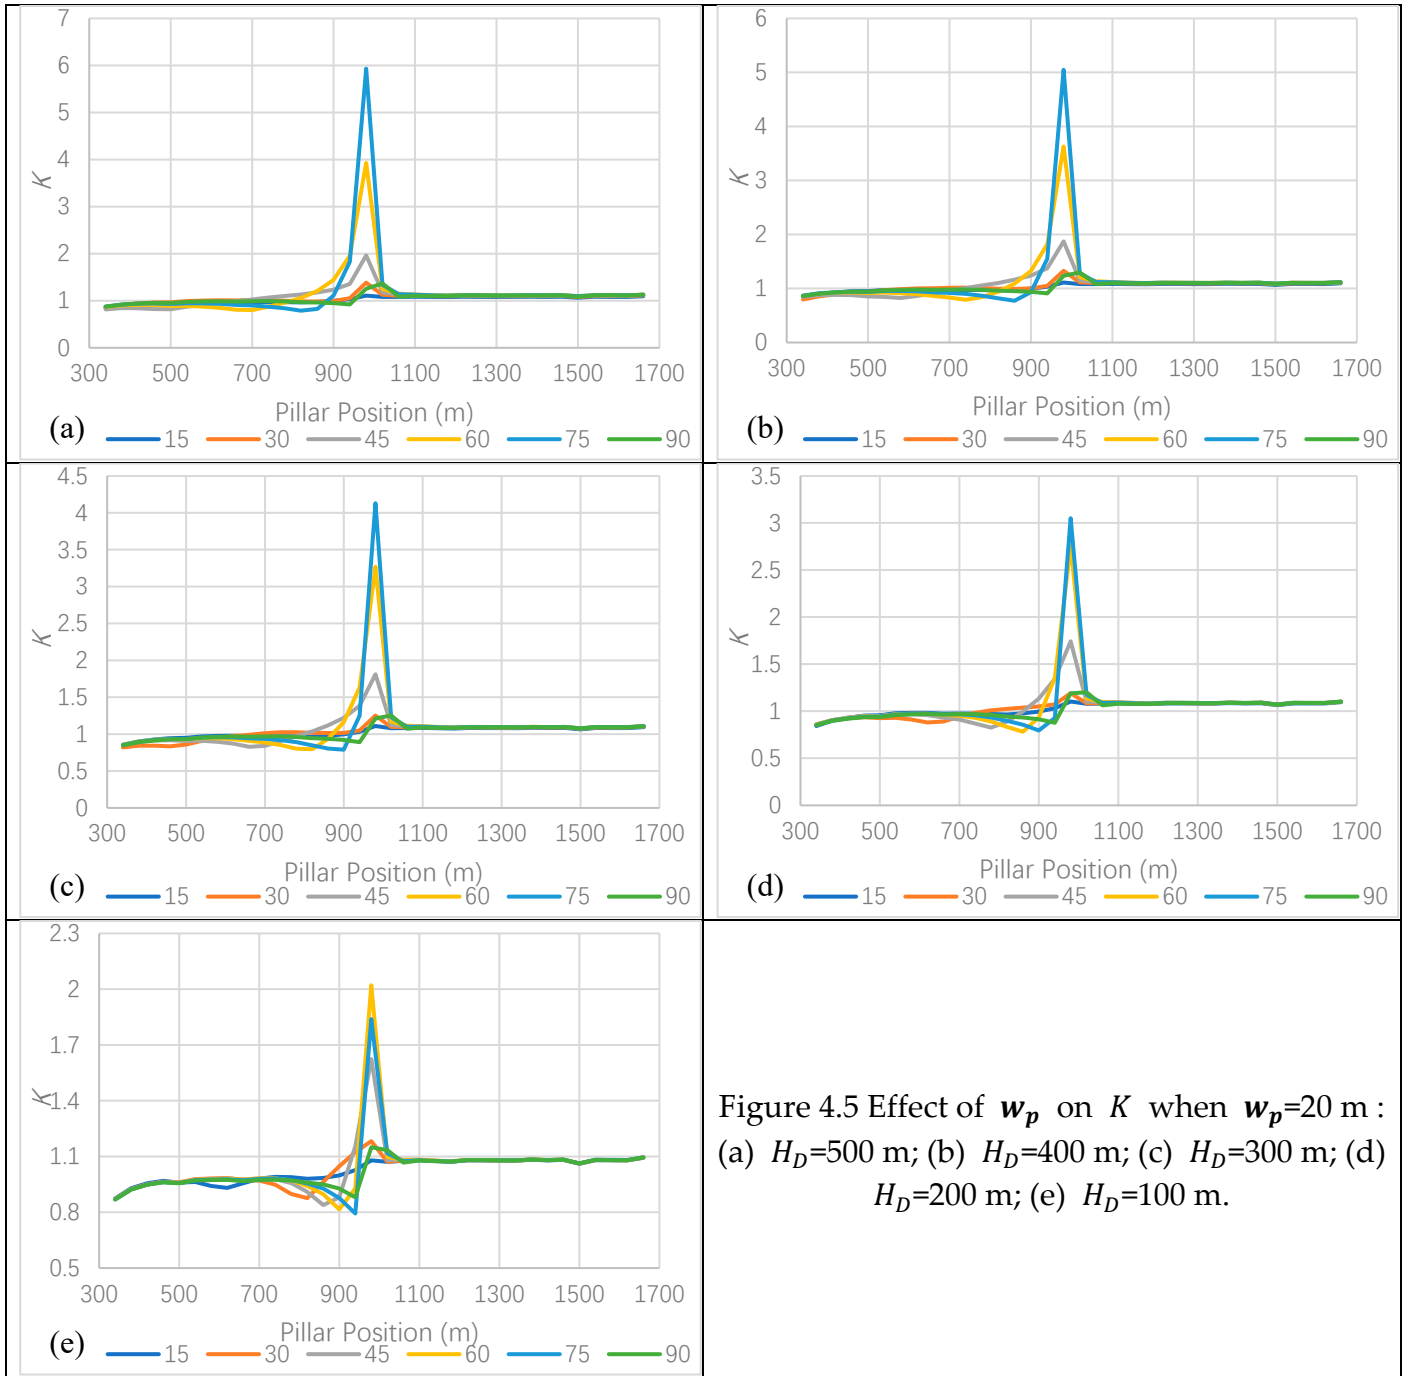 7
6
5
4
3
2
1
0
K
300 500 700 900 1100 1300 1500 1700
Pillar Position (m)
(a)
15 30 45 60 75 90
6
5
4
3
2
1
0
K
300 500 700 900 1100 1300 1500 1700
Pillar Position (m)
(b)
15 30 45 60 75 90
4.5
4
3.5
3
2.5
2
1.5
1
0.5
0
K
300 500 700 900 1100 1300 1500 1700
Pillar Position (m)
(c)
15 30 45 60 75 90
3.5
3
2.5
2
1.5
1
0.5
0
K
300 500 700 900 1100 1300 1500 1700
Pillar Position (m)
(d)
15 30 45 60 75 90
2.3
2
1.7
1.4
1.1
0.8
0.5
K
300 500 700 900 1100 1300 1500 1700
Pillar Position (m)
(e)
15 30 45 60 75 90
Figure 4.5 Effect of w_p on K when w_p=20 m :
(a) H_D=500 m; (b) H_D=400 m; (c) H_D=300 m; (d)
H_D=200 m; (e) H_D=100 m.